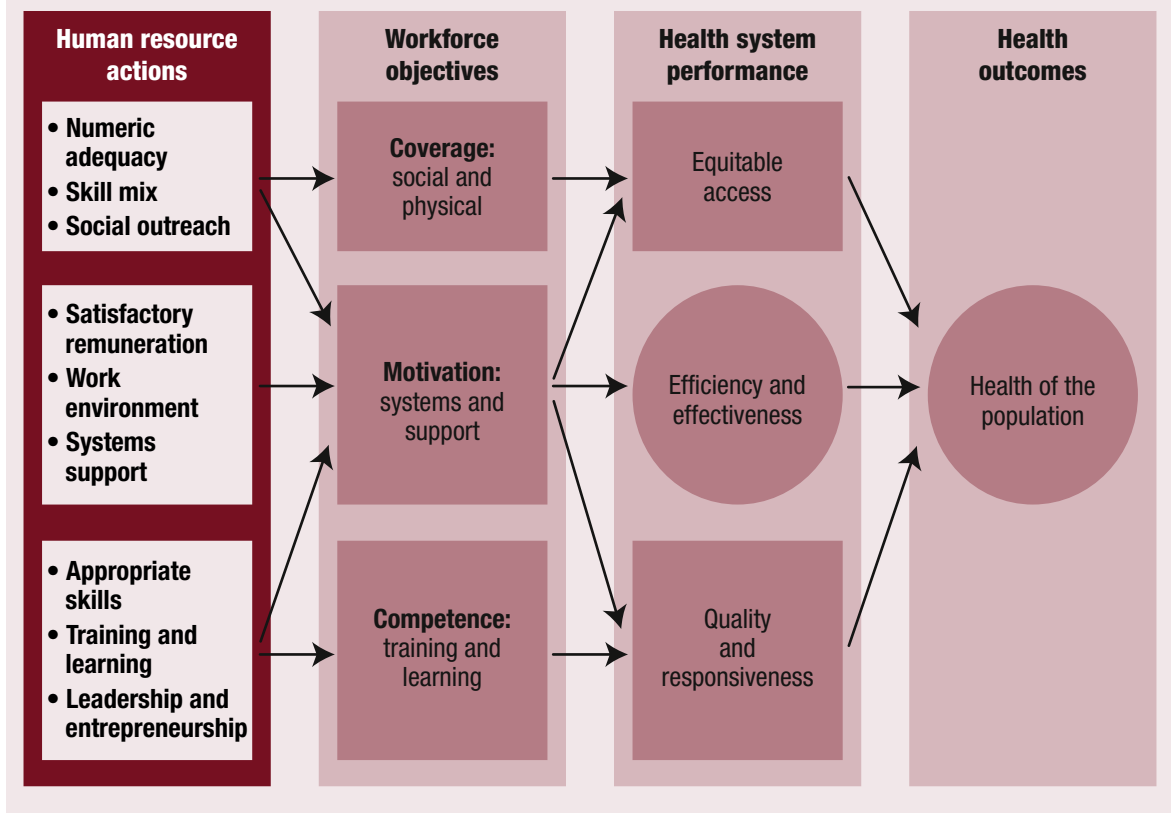 Human resource
actions
• Numeric
adequacy
• Skill mix
• Social outreach
• Satisfactory
remuneration
• Work
environment
• Systems
support
• Appropriate
skills
• Training and
learning
• Leadership and
entrepreneurship
Workforce
objectives
Coverage:
social and
physical
Motivation:
systems and
support
Competence:
training and
learning
Health system
performance
Equitable
access
Efficiency and
effectiveness
Quality
and
responsiveness
Health
outcomes
Health of the
population